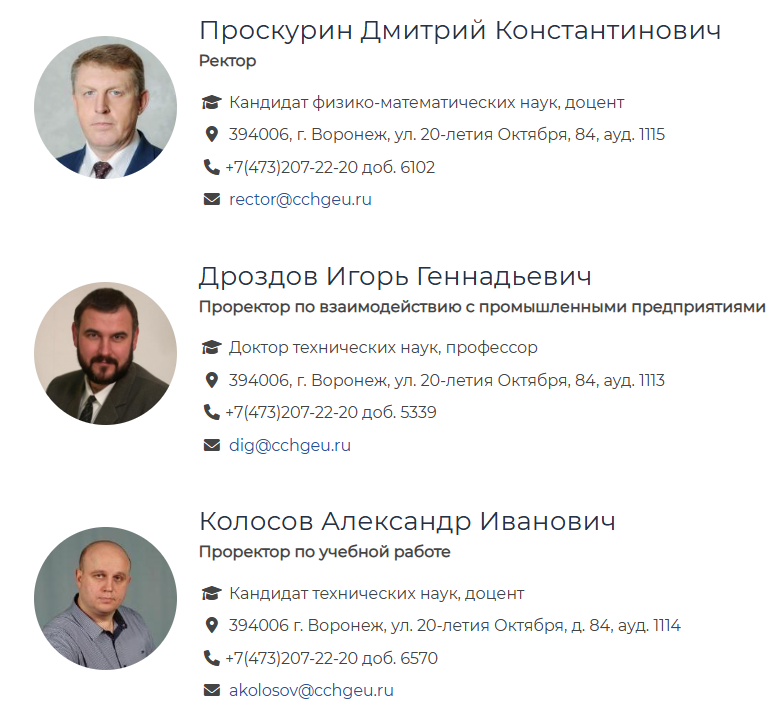 Проскурин Дмитрий Константинович
Ректор
Кандидат физико-математических наук, доцент
394006, г. Воронеж, ул. 20-летия Октября, 84, ауд. 1115
+7(473)207-22-20 доб. 6102
rector@cchgeu.ru
Дроздов Игорь Геннадьевич
Проректор по взаимодействию с промышленными предприятиями
Доктор технических наук, профессор
394006, г. Воронеж, ул. 20-летия Октября, 84, ауд. 1113
+7(473)207-22-20 доб. 5339
dig@cchgeu.ru
Колосов Александр Иванович
Проректор по учебной работе
Кандидат технических наук, доцент
394006 г. Воронеж, ул. 20-летия Октября, д. 84, ауд. 1114
+7(473)207-22-20 доб. 6570
akolosov@cchgeu.ru